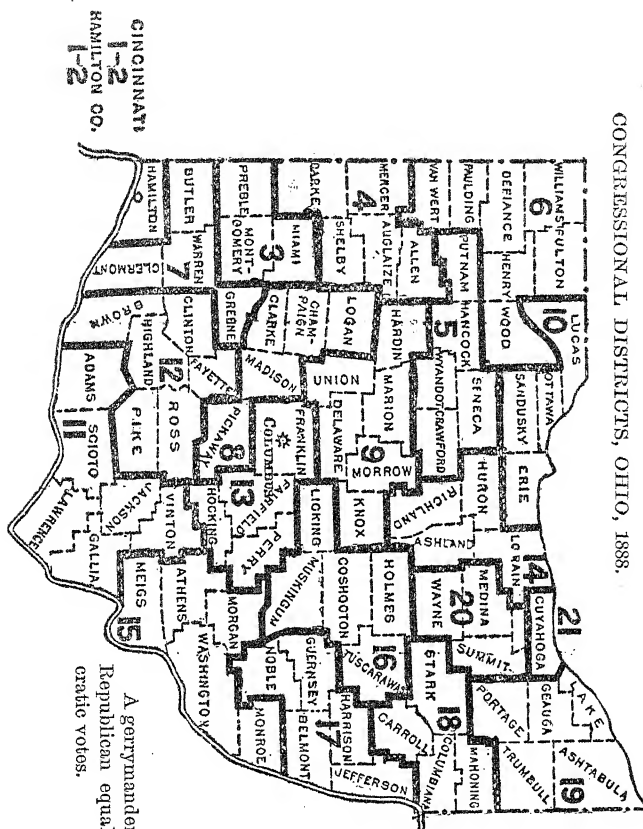 CONGRESSIONAL DISTRICTS, OHIO, 1888.
WILLIAMS
FULTON
LUCAS
OTTAWA
6
10
DEFIANCE
HENRY
WOOD
SANDUSKY
ERIE
LORAIN
14
CUYAHOGA
21
LAKE
GEAUGA
ASHTABULA
19
PAULDING
PUTNAM
HANCOCK
SENECA
HURON
MEDINA
SUMMIT
PORTAGE
TRUMBULL
VAN WERT
ALLEN
5
WYANDOT
CRAWFORD
RICHLAND
ASHLAND
WAYNE
20
STARK
18
MAHONING
COLUMBIANA
MERCER
4
AUGLAIZE
HARDIN
MARION
9
MORROW
KNOX
HOLMES
16
TUSCARAWAS
CARROLL
SHELBY
LOGAN
UNION
DELAWARE
COSHOCTON
HARRISON
JEFFERSON
DARKE
MIAMI
CHAM-
PAIGN
LICKING
MUSKINGUM
GUERNSEY
17
BELMONT
3
CLARKE
MADISON
FRANKLIN
COLUMBUS
FAIRFIELD
PERRY
NOBLE
MONROE
PREBLE
MONT-
GOMERY
GREENE
FAYETTE
8
PICKAWAY
13
HOCKING
MORGAN
WASHINGTON
BUTLER
WARREN
7
CLINTON
12
ROSS
VINTON
ATHENS
HAMILTON
CLERMONT
HIGHLAND
PIKE
JACKSON
MEIGS
15
BROWN
ADAMS
11
SCIOTO
LAWRENCE
GALLIA
CINCINNATI
1-2
HAMILTON CO.
1-2
A gerrymander
Republican equa
cratic votes.